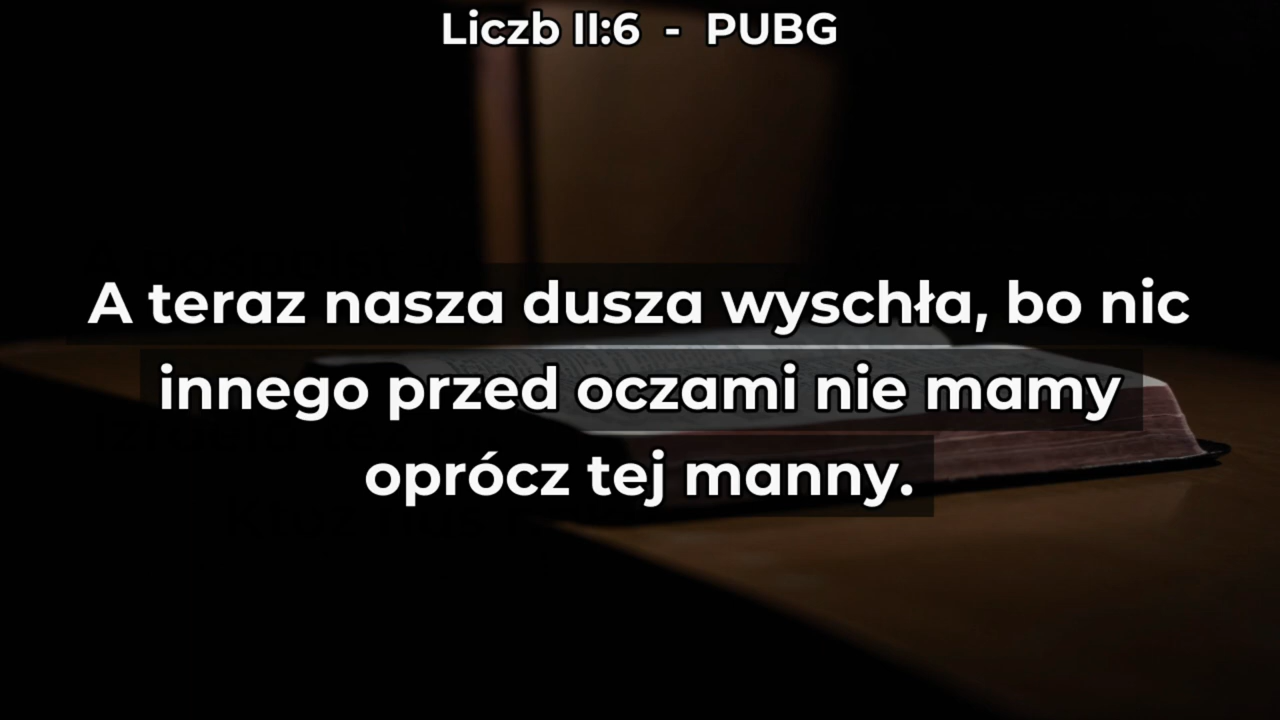 Liczb 11:6 - PUBG
A teraz nasza dusza wyschła, bo nic
innego przed oczami nie mamy
oprócz tej manny.